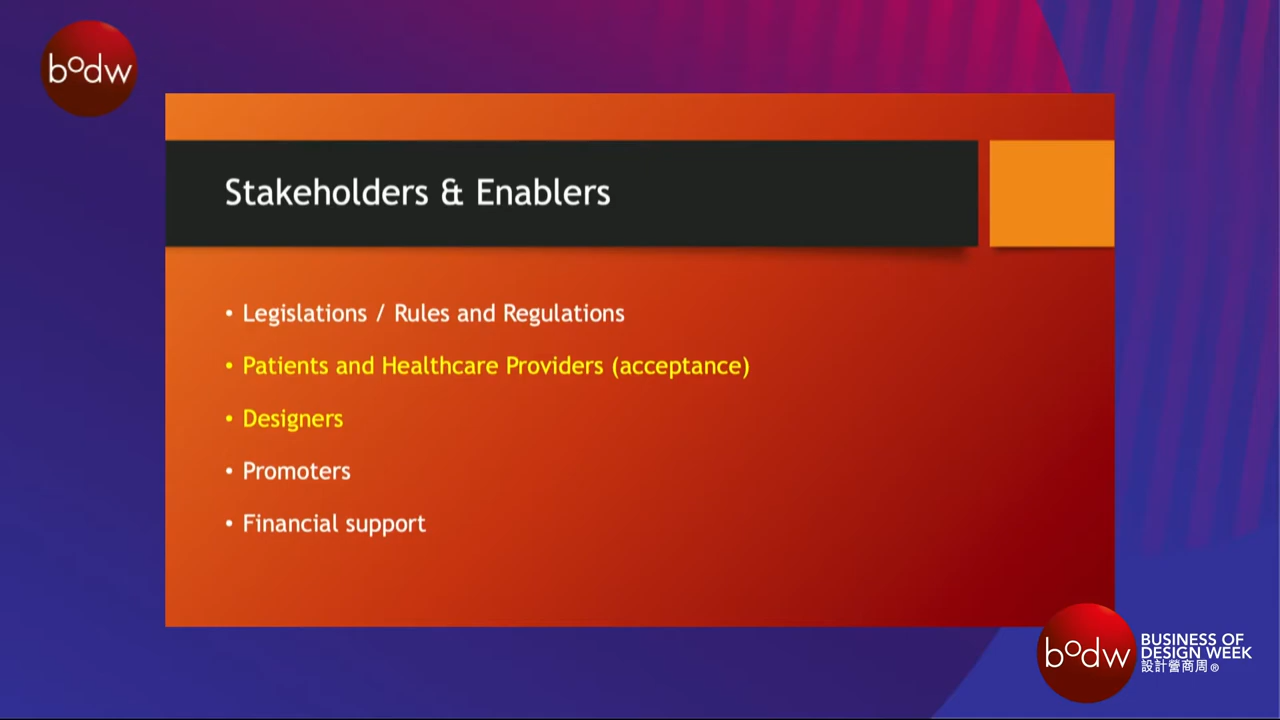 bodw
Stakeholders & Enablers
• Legislations / Rules and Regulations
• Patients and Healthcare Providers (acceptance)
• Designers
• Promoters
• Financial support
bodw
BUSINESS OF
DESIGN WEEK
設計營商周®